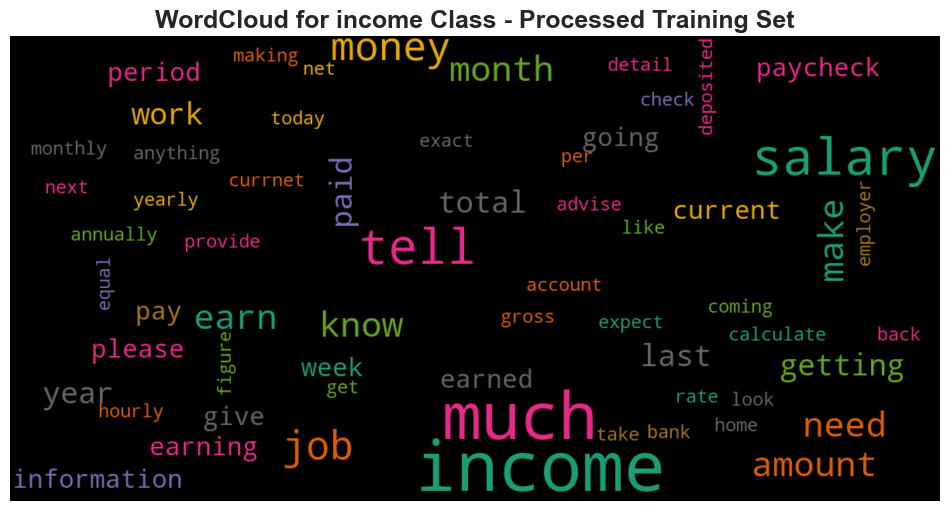 WordCloud for income Class - Processed Training Set
money
making
net
month
detail
deposited
paycheck
period
check
work
today
exact
going
monthly
anything
per
salary
next
currnet
paid
yearly
total
advise
current
make
employer
annually
provide
tell
like
equal
account
pay
earn
know
gross
expect
coming
calculate
back
please
figure
week
last
getting
year
get
earned
rate
look
hourly
give
much
take
bank
home
need
earning
job
income
amount
information